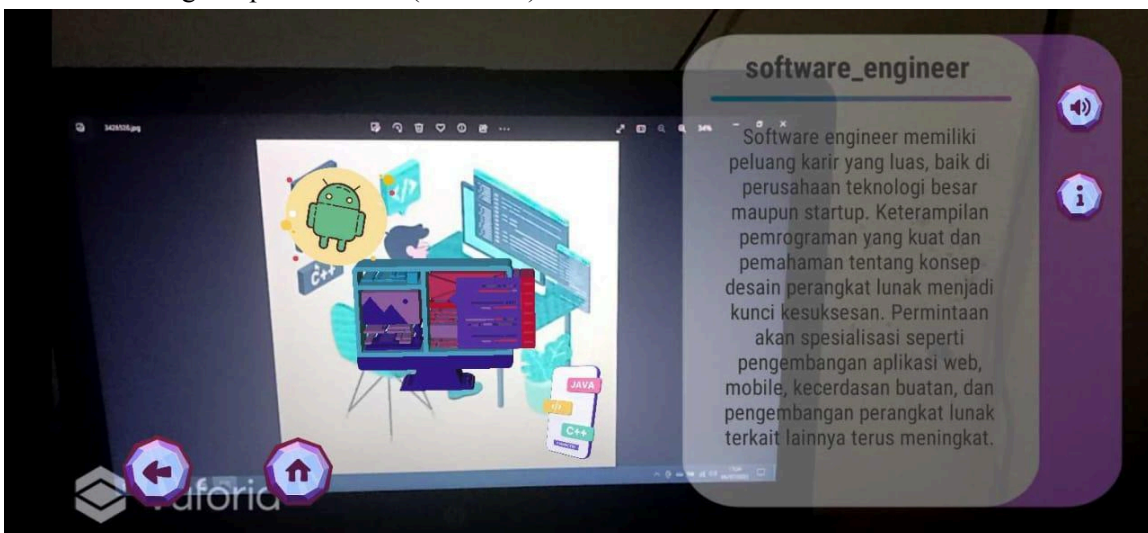 software_engineer
Software engineer memiliki
peluang karir yang luas, baik di
perusahaan teknologi besar
maupun startup. Keterampilan
pemrograman yang kuat dan
pemahaman tentang konsep
desain perangkat lunak menjadi
kunci kesuksesan. Permintaan
akan spesialisasi seperti
pengembangan aplikasi web,
mobile, kecerdasan buatan, dan
pengembangan perangkat lunak
terkait lainnya terus meningkat.
34%
</>
C++
JAVA
</>
C++